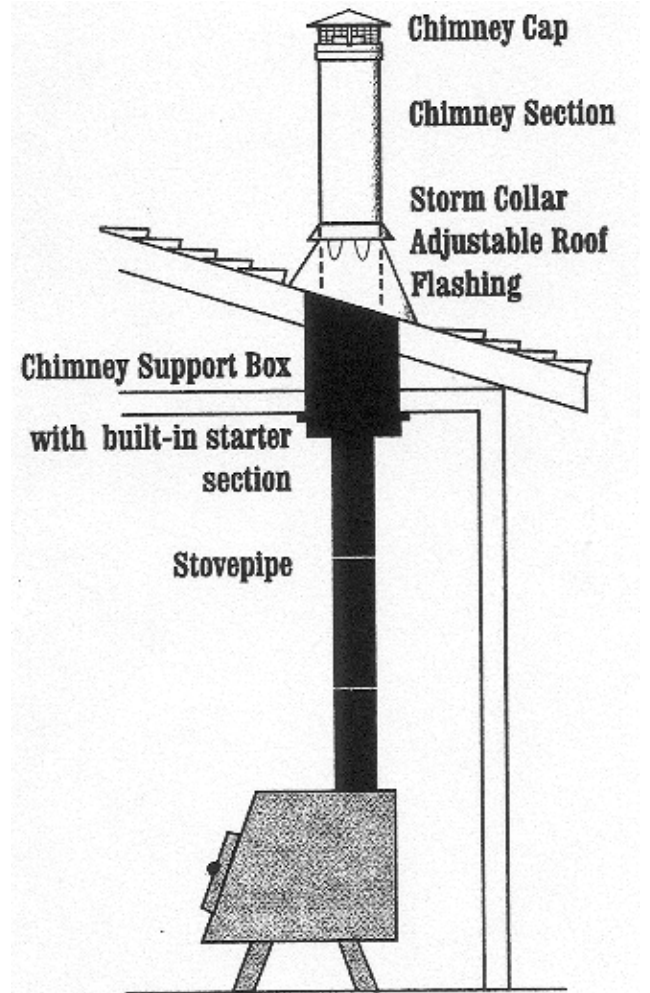 Chimney Cap
Chimney Section
Storm Collar
Adjustable Roof
Flashing
Chimney Support Box
with built-in starter
section
Stovepipe